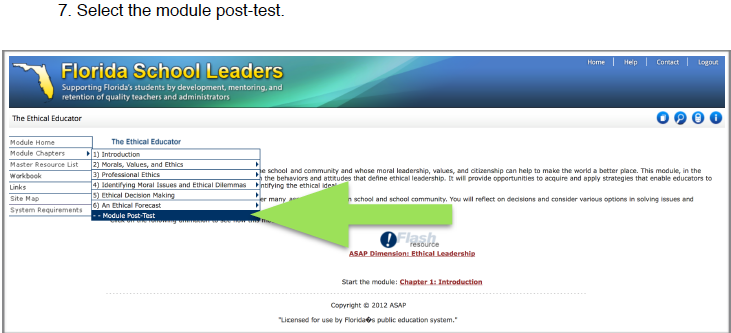 7. Select the module post-test.
Florida School Leaders
Supporting Florida's students by development, mentoring, and
retention of quality teachers and administrators
Home | Help | Contact | Logout
The Ethical Educator
Module Home
Module Chapters
Master Resource List
Workbook
Links
Site Map
System Requirements
The Ethical Educator
1) Introduction
2) Morals, Values, and Ethics
3) Professional Ethics
4) Identifying Moral Issues and Ethical Dilemmas
5) Ethical Decision Making
6) An Ethical Forecast
- - Module Post-Test
e school and community and whose moral leadership, values, and citizenship can help to make the world a better place. This module, in the
the behaviors and attitudes that define ethical leadership. It will provide opportunities to acquire and apply strategies that enable educators to
ntifying the ethical
er many school and school community. You will reflect on decisions and consider various options in solving issues and
Flash
resource
ASAP Dimension: Ethical Leadership
Start the module: Chapter 1: Introduction
Copyright © 2012 ASAP
"Licensed for use by Florida�s public education system."